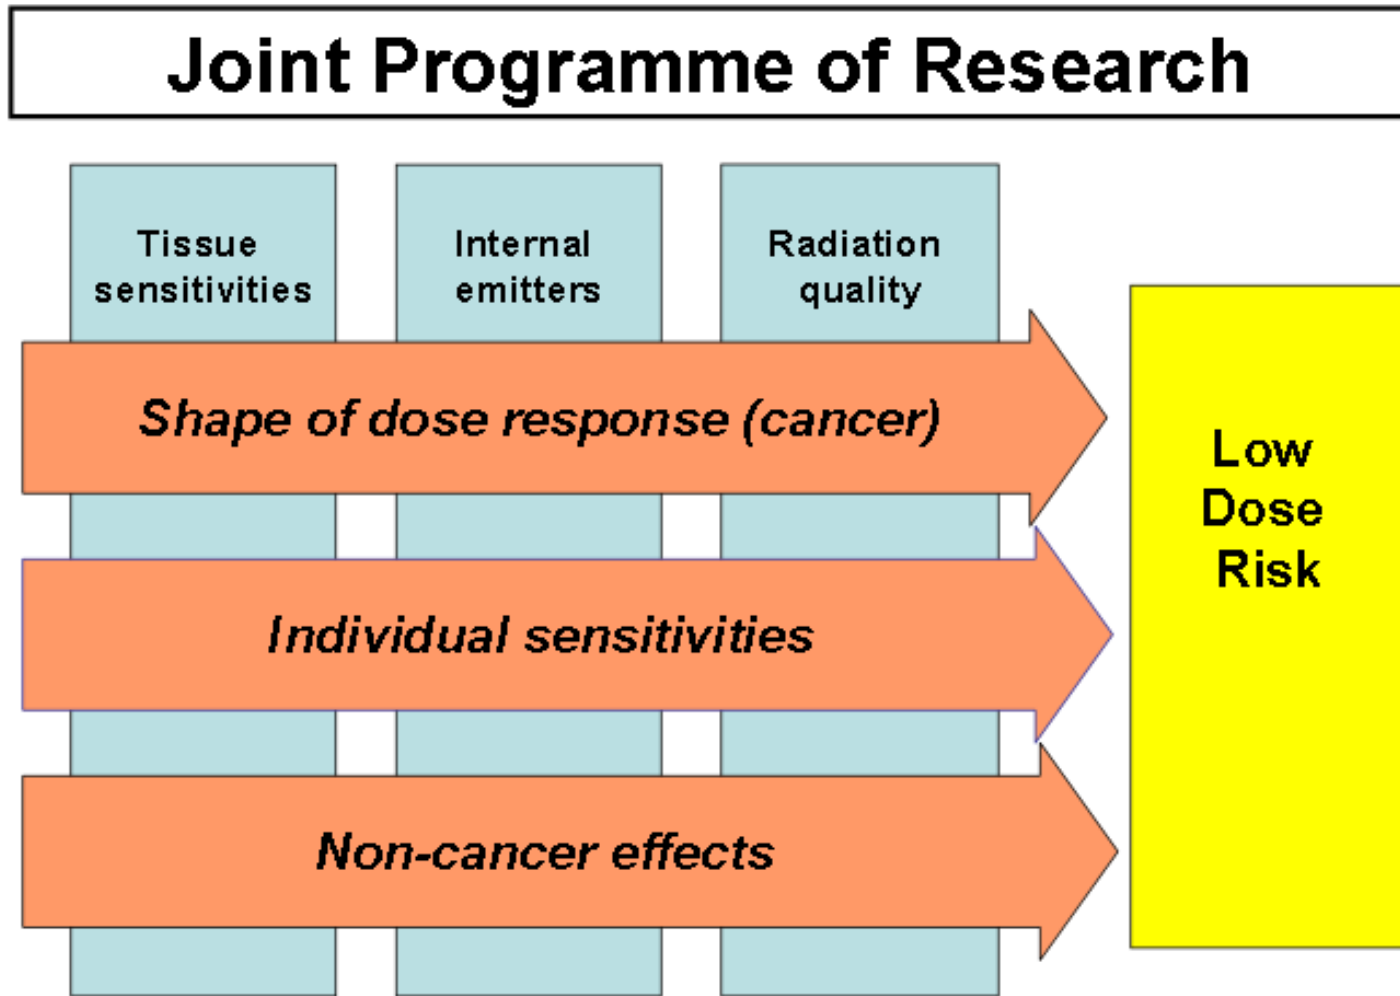 Joint Programme of Research
Tissue
sensitivities
Internal
emitters
Radiation
quality
Shape of dose response (cancer)
Individual sensitivities
Non-cancer effects
Low
Dose
Risk